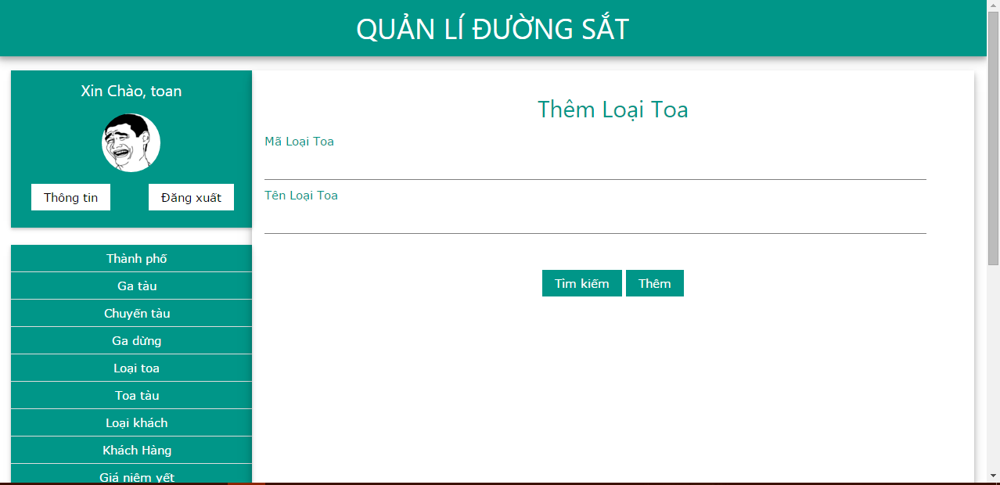 QUẢN LÍ ĐƯỜNG SẮT
Xin Chào, toan
Thông tin
Đăng xuất
Thành phố
Ga tàu
Chuyến tàu
Ga dừng
Loại toa
Toa tàu
Loại khách
Khách Hàng
Giá niêm yết
Thêm Loại Toa
Mã Loại Toa
Tên Loại Toa
Tìm kiếm
Thêm